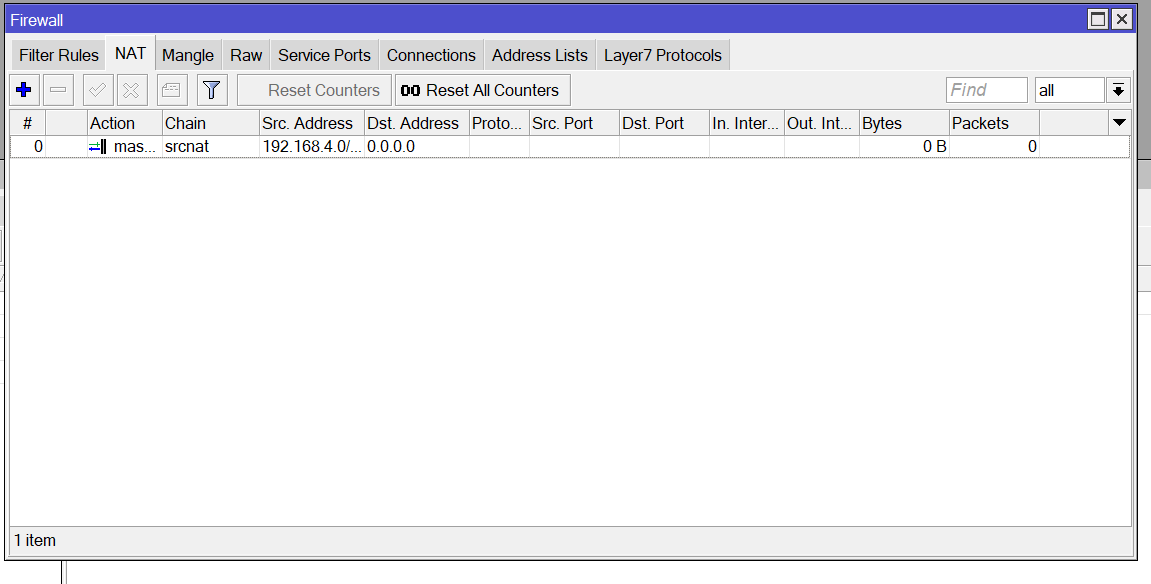 Firewall
Filter Rules NAT Mangle Raw Service Ports Connections Address Lists Layer7 Protocols
Reset Counters 00 Reset All Counters Find all
# Action Chain Src. Address Dst. Address Proto... Src. Port Dst. Port In. Inter... Out. Int... Bytes Packets
0 mas... srcnat 192.168.4.0/... 0.0.0.0 0 B 0
1 item